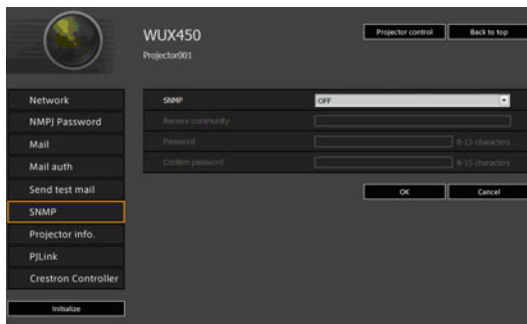 WUX450
Projector001
Projector control
Back to top
Network
NMPJ Password
Mail
Mail auth
Send test mail
SNMP
Projector info.
PJLink
Crestron Controller
Initialize
SNMP OFF
Receive community
Password 8-15 characters
Confirm password 8-15 characters
OK Cancel